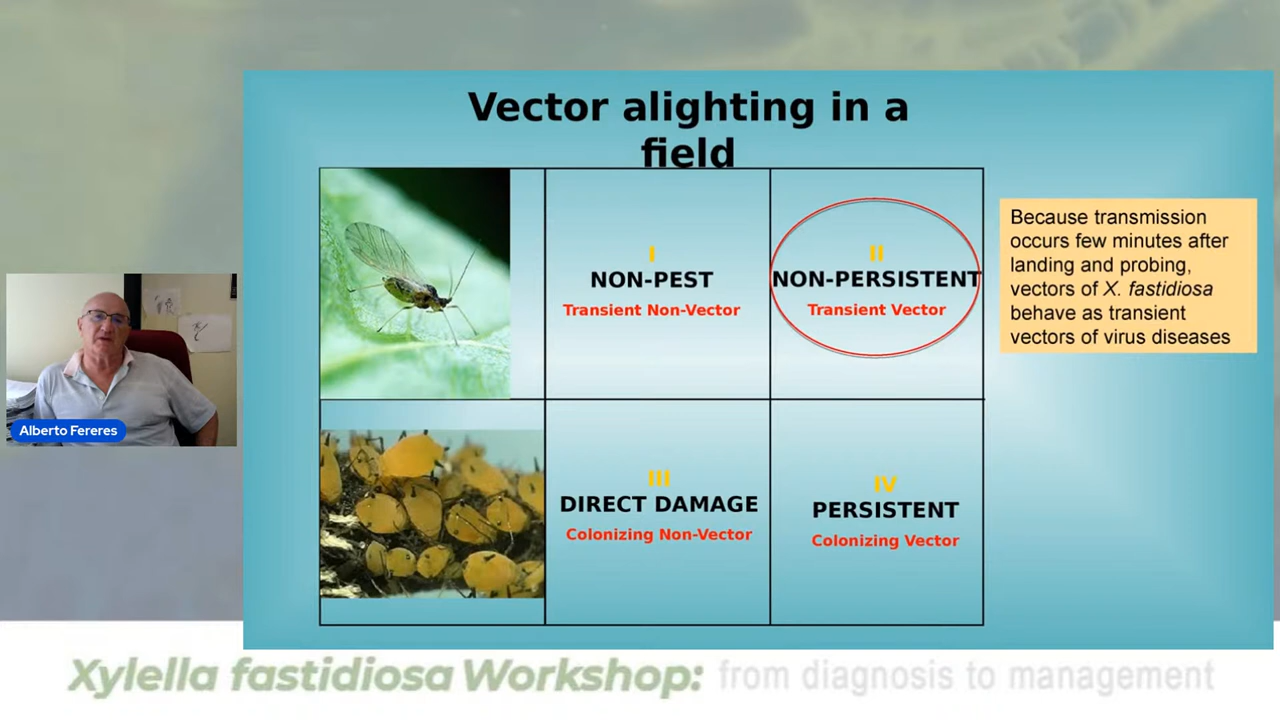 Vector alighting in a
field
I
NON-PEST
Transient Non-Vector
II
NON-PERSISTENT
Transient Vector
Because transmission
occurs few minutes after
landing and probing,
vectors of X. fastidiosa
behave as transient
vectors of virus diseases
III
DIRECT DAMAGE
Colonizing Non-Vector
IV
PERSISTENT
Colonizing Vector
Alberto Fereres
Xylella fastidiosa Workshop: from diagnosis to management